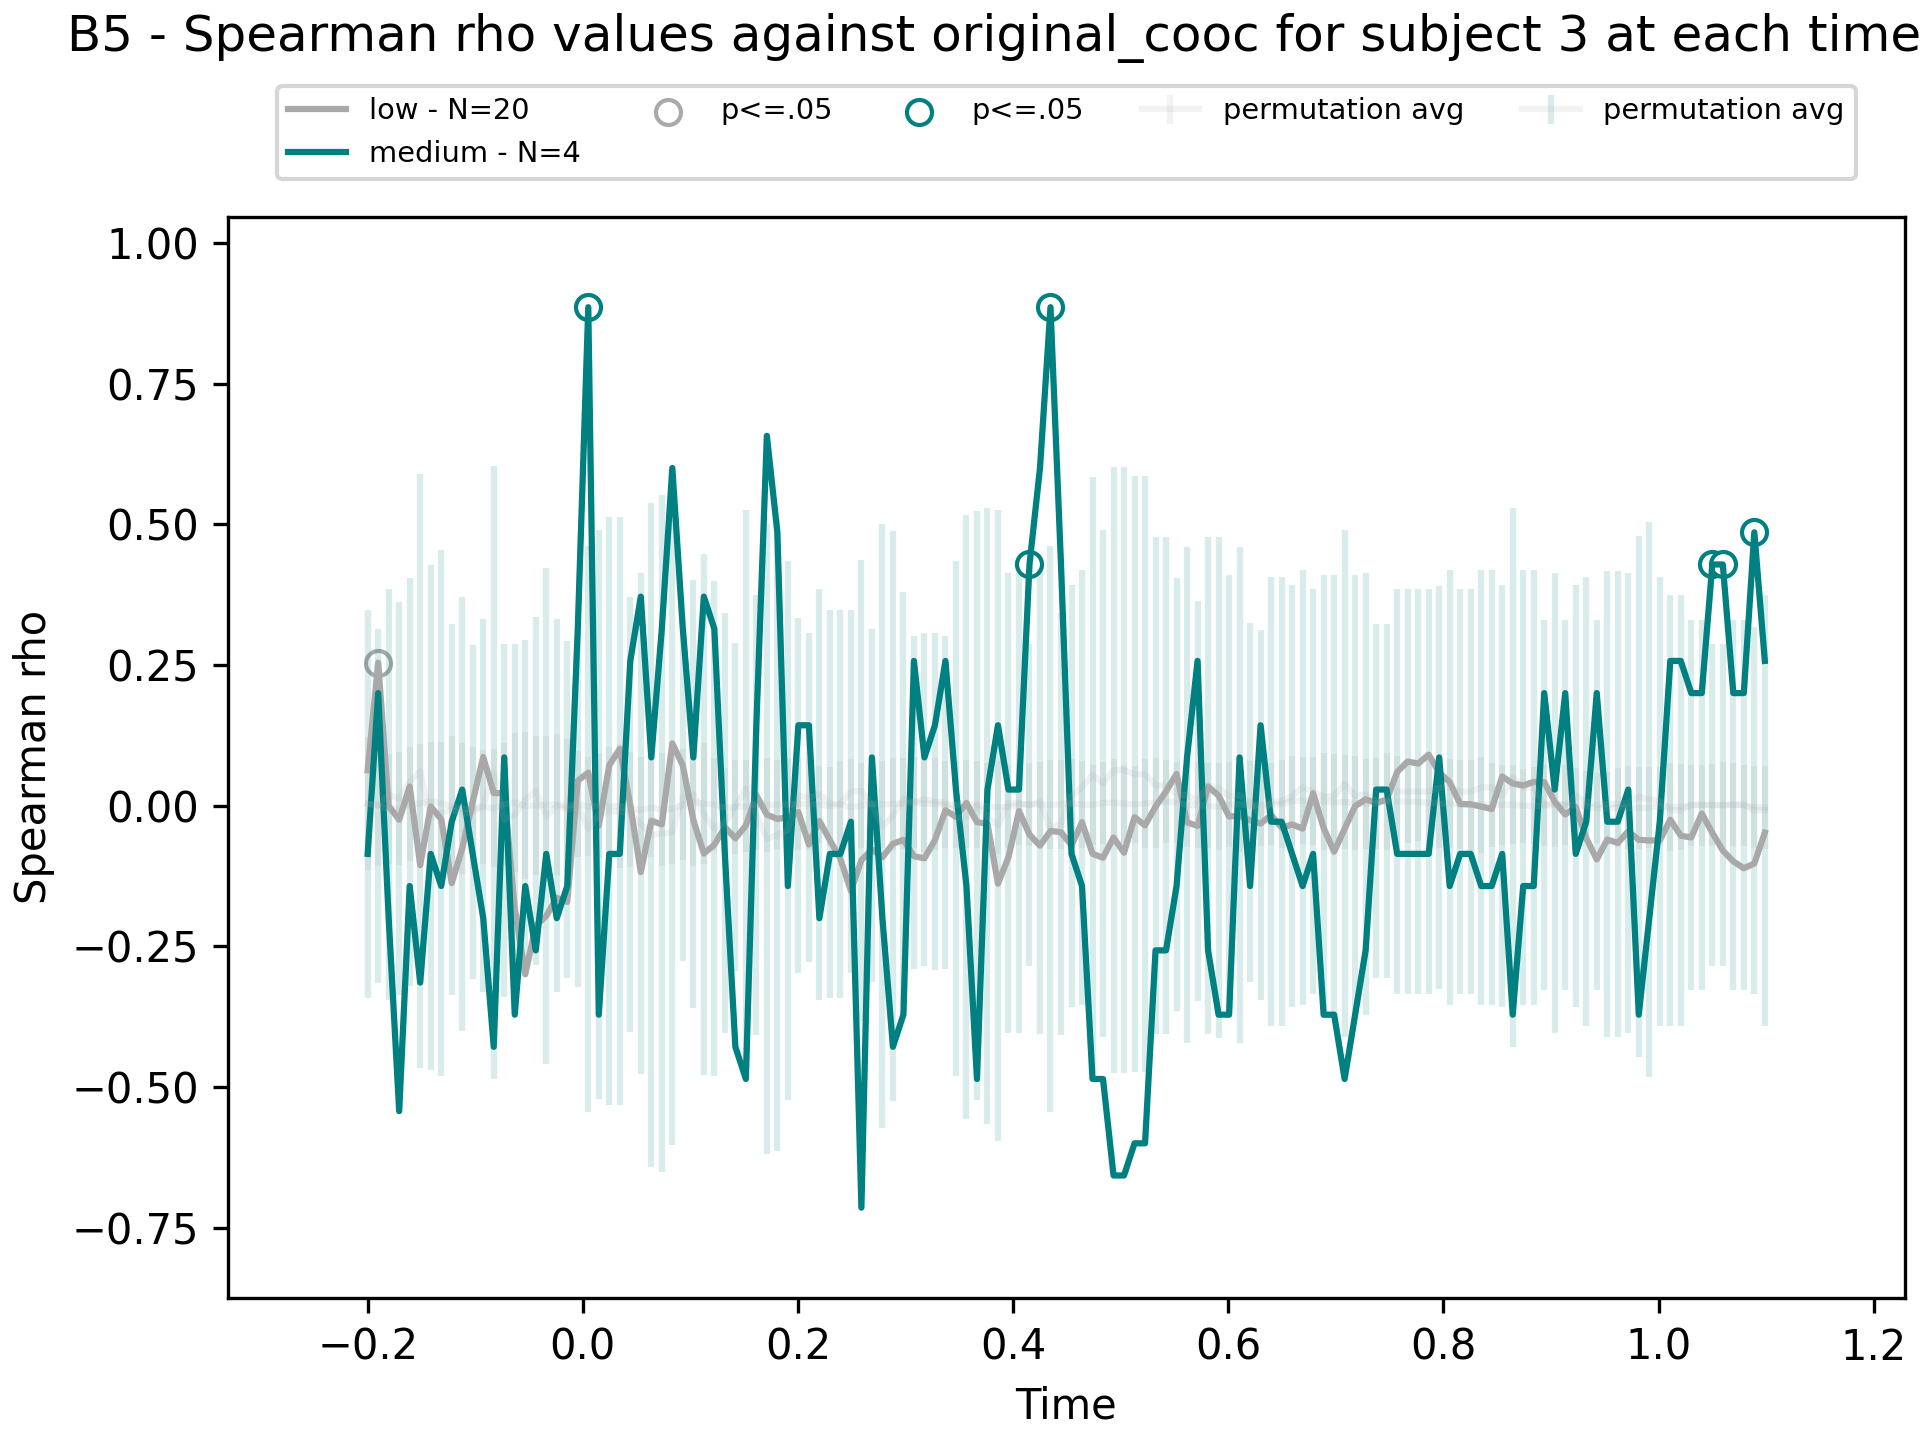 B5 - Spearman rho values against original_cooc for subject 3 at each time
low - N=20
medium - N=4
p<=.05
p<=.05
permutation avg
permutation avg
Spearman rho
1.00
0.75
0.50
0.25
0.00
−0.25
−0.50
−0.75
−0.2 0.0 0.2 0.4 0.6 0.8 1.0 1.2
Time